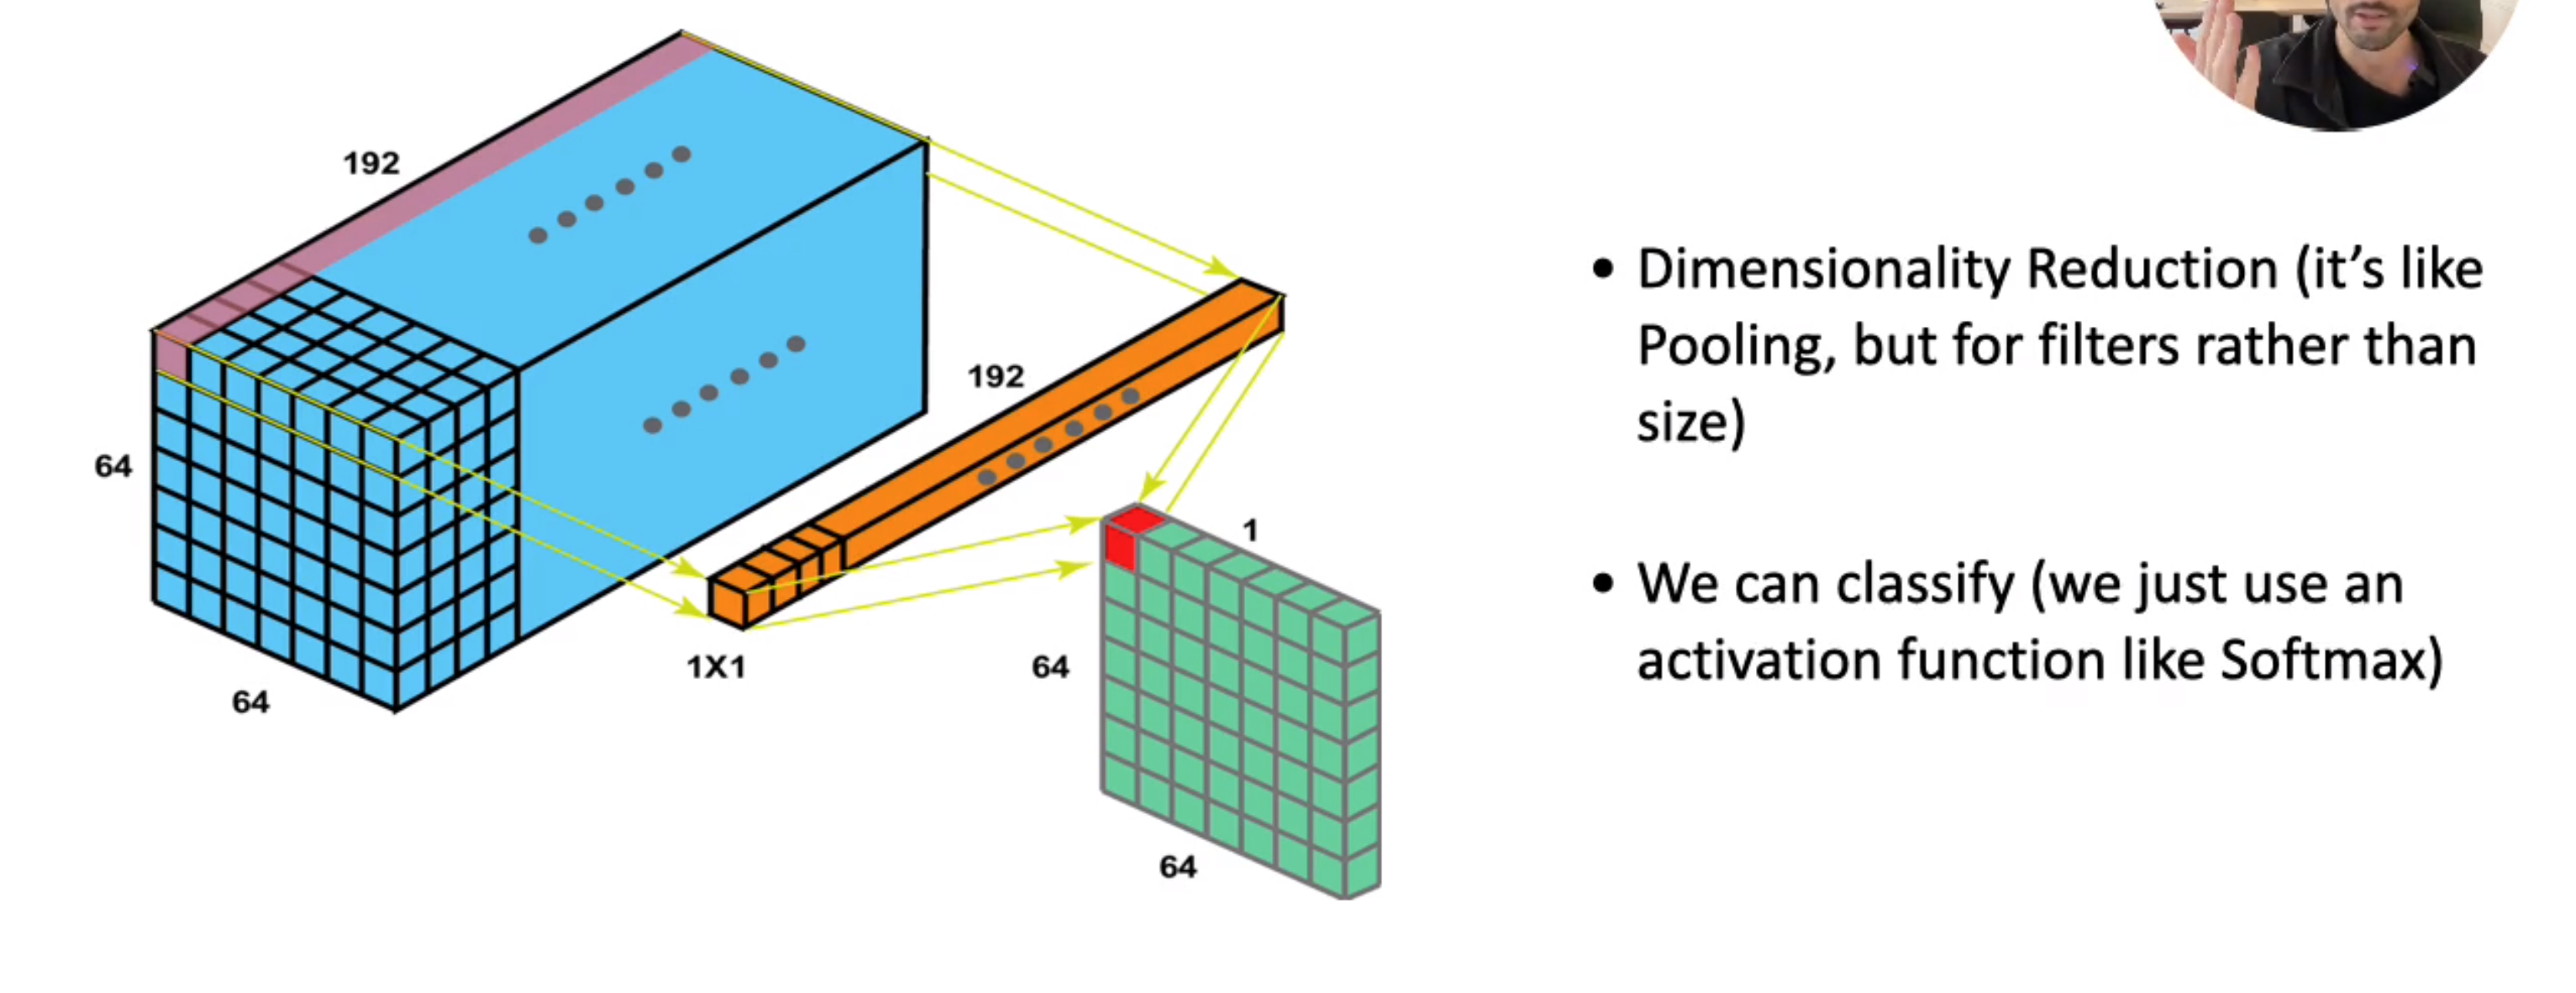 192
64
64
192
1X1
1
64
64
• Dimensionality Reduction (it’s like
Pooling, but for filters rather than
size)
• We can classify (we just use an
activation function like Softmax)